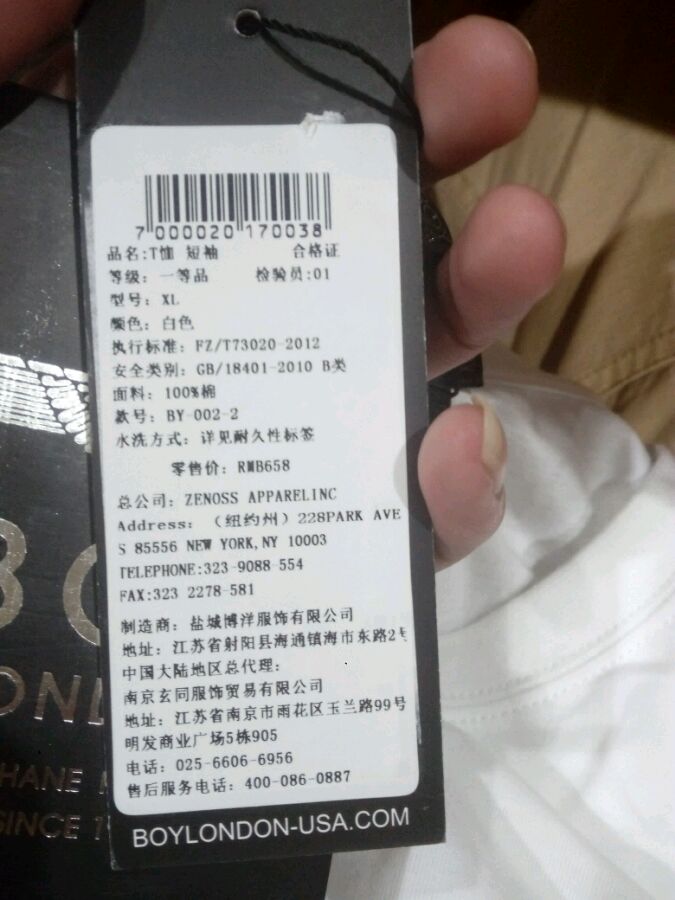 7 000020 170038
品名:T恤 短袖 合格证
等级: 一等品 检验员:01
型号: XL
颜色: 白色
执行标准: FZ/T73020-2012
安全类别: GB/18401-2010 B类
面料: 100%棉
款号: BY-002-2
水洗方式: 详见耐久性标签
零售价: RMB658
总公司: ZENOSS APPARELINC
Address: (纽约州) 228PARK AVE
S 85556 NEW YORK,NY 10003
TELEPHONE:323-9088-554
FAX:323 2278-581
制造商: 盐城博洋服饰有限公司
地址: 江苏省射阳县海通镇海市东路2
中国大陆地区总代理:
南京玄同服饰贸易有限公司
地址: 江苏省南京市雨花区玉兰路99号
明发商业广场5栋905
电话: 025-6606-6956
售后服务电话: 400-086-0887
BOYLONDON-USA.COM
OND
HANE
SINCE 1